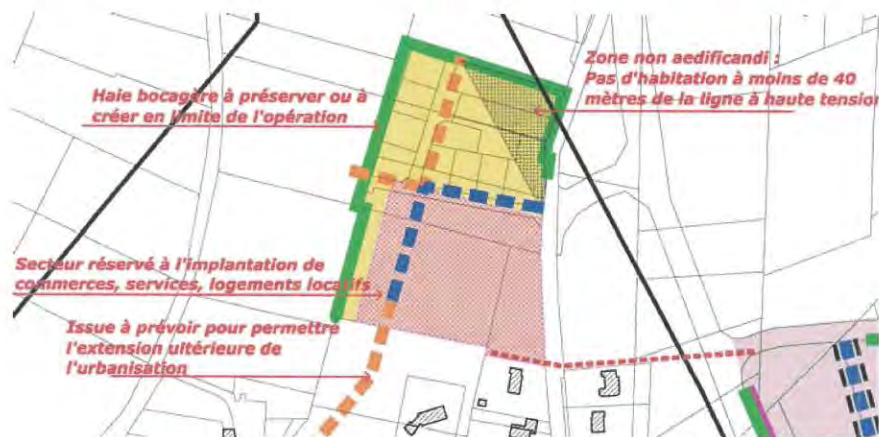 Zone non aedificandi :
Pas d'habitation à moins de 40
mètres de la ligne à haute tension
Haie bocagère à préserver ou à
créer en limite de l'opération
Secteur réservé à l'implantation de
commerces, services, logements locatifs
Issue à prévoir pour permettre
l'extension ultérieure de
l'urbanisation